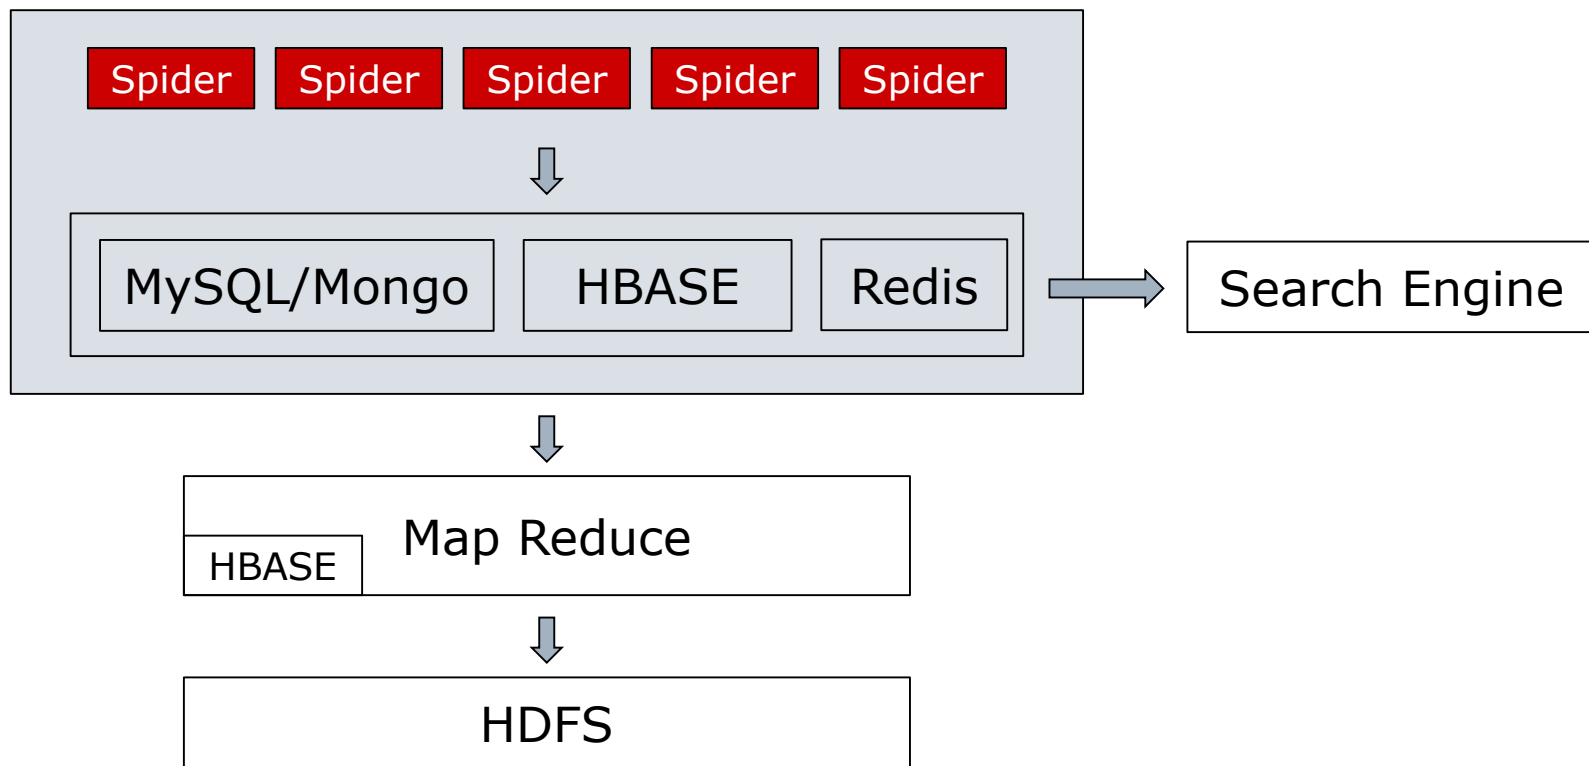 Spider Spider Spider Spider Spider
MySQL/Mongo HBASE Redis
Search Engine
Map Reduce
HBASE
HDFS